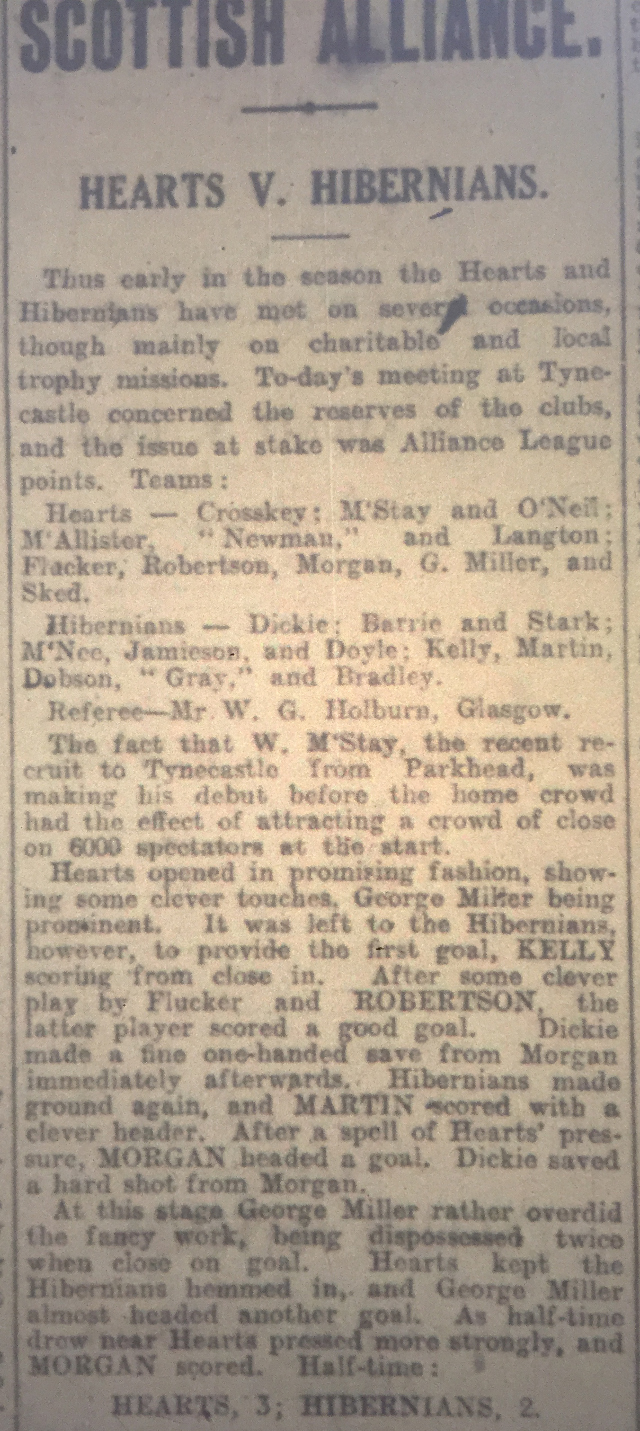 SCOTTISH ALLIANCE.
HEARTS V. HIBERNIANS.
Thus early in the season the Hearts and
Hibernians have met on several occasions,
though mainly on charitable and local
trophy missions. To-day's meeting at Tyne-
castle concerned the reserves of the clubs,
and the issue at stake was Alliance League
points. Teams:
Hearts — Crosskey; M'Stay and O'Neil;
M'Allister, "Newman," and Langton;
Flucker, Robertson, Morgan, G. Miller, and
Sked.
Hibernians — Dickie; Barrie and Stark;
M'Nee, Jamieson, and Doyle; Kelly, Martin,
Dobson, "Gray," and Bradley.
Referee—Mr W. G. Holburn, Glasgow.
The fact that W. M'Stay, the recent re-
cruit to Tynecastle from Parkhead, was
making his debut before the home crowd
had the effect of attracting a crowd of close
on 6000 spectators at the start.
Hearts opened in promising fashion, show-
ing some clever touches, George Miller being
prominent. It was left to the Hibernians,
however, to provide the first goal, KELLY
scoring from close in. After some clever
play by Flucker and ROBERTSON, the
latter player scored a good goal. Dickie
made a fine one-handed save from Morgan
immediately afterwards. Hibernians made
ground again, and MARTIN scored with a
clever header. After a spell of Hearts' pres-
sure, MORGAN headed a goal. Dickie saved
a hard shot from Morgan.
At this stage George Miller rather overdid
the fancy work, being dispossessed twice
when close on goal. Hearts kept the
Hibernians hemmed in, and George Miller
almost headed another goal. As half-time
drew near Hearts pressed more strongly, and
MORGAN scored. Half-time:
HEARTS, 3; HIBERNIANS, 2.